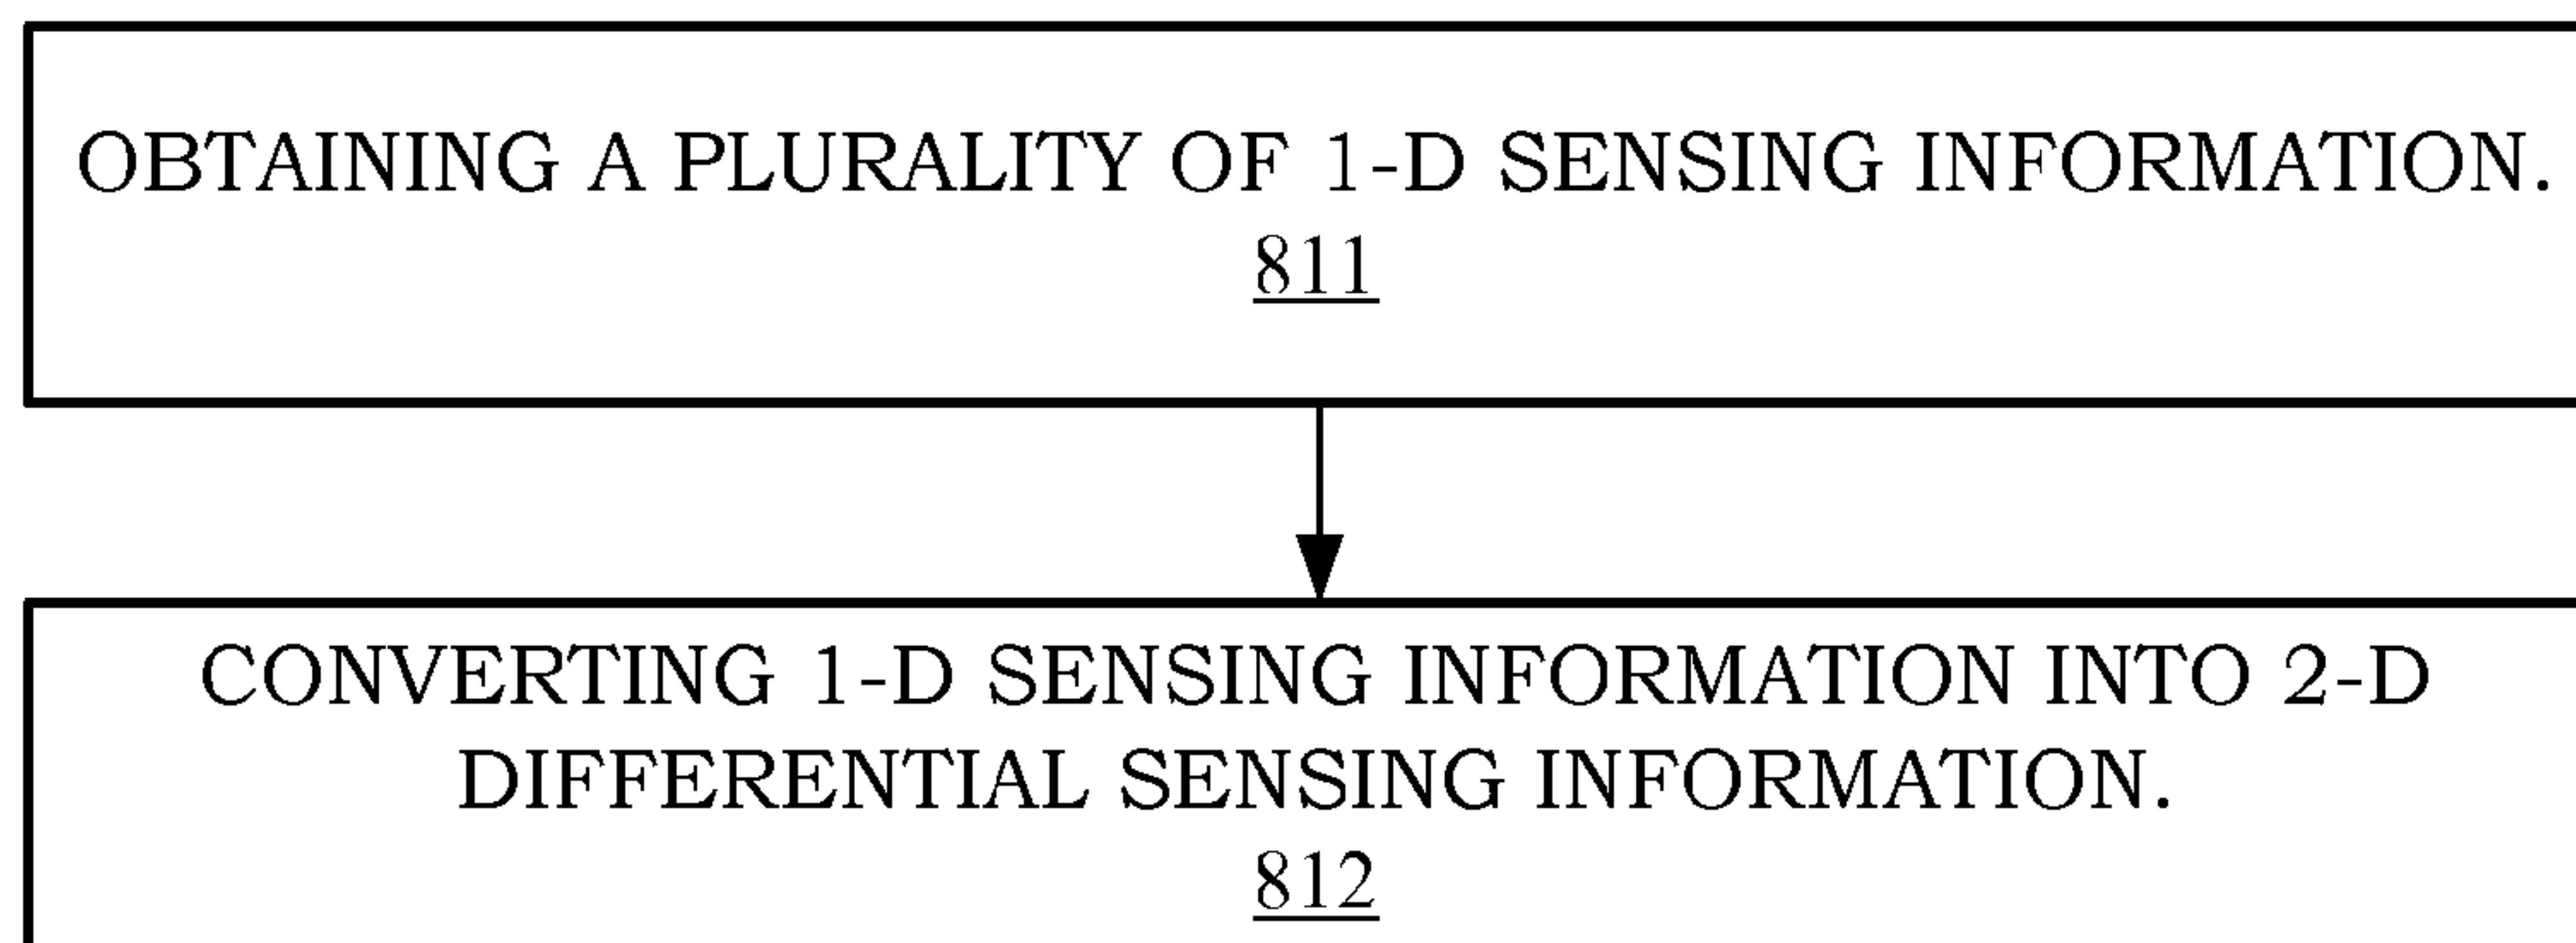 OBTAINING A PLURALITY OF 1-D SENSING INFORMATION.
811
CONVERTING 1-D SENSING INFORMATION INTO 2-D
DIFFERENTIAL SENSING INFORMATION.
812